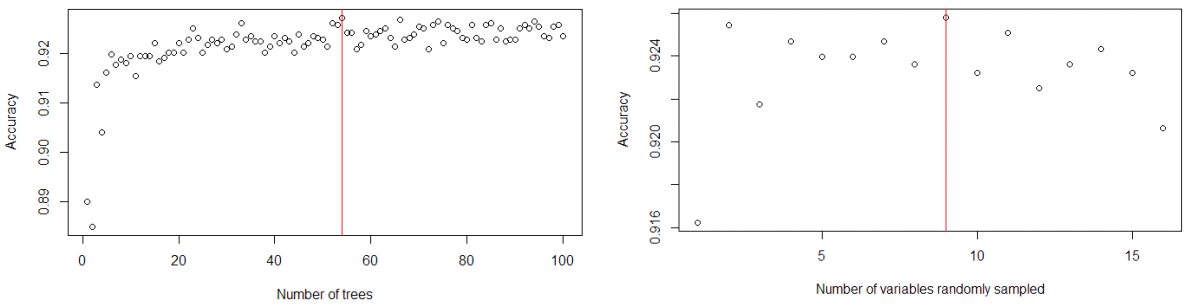 0.92
0.91
0.90
0.89
Accuracy
0 20 40 60 80 100
Number of trees
0.924
0.920
0.916
Accuracy
5 10 15
Number of variables randomly sampled